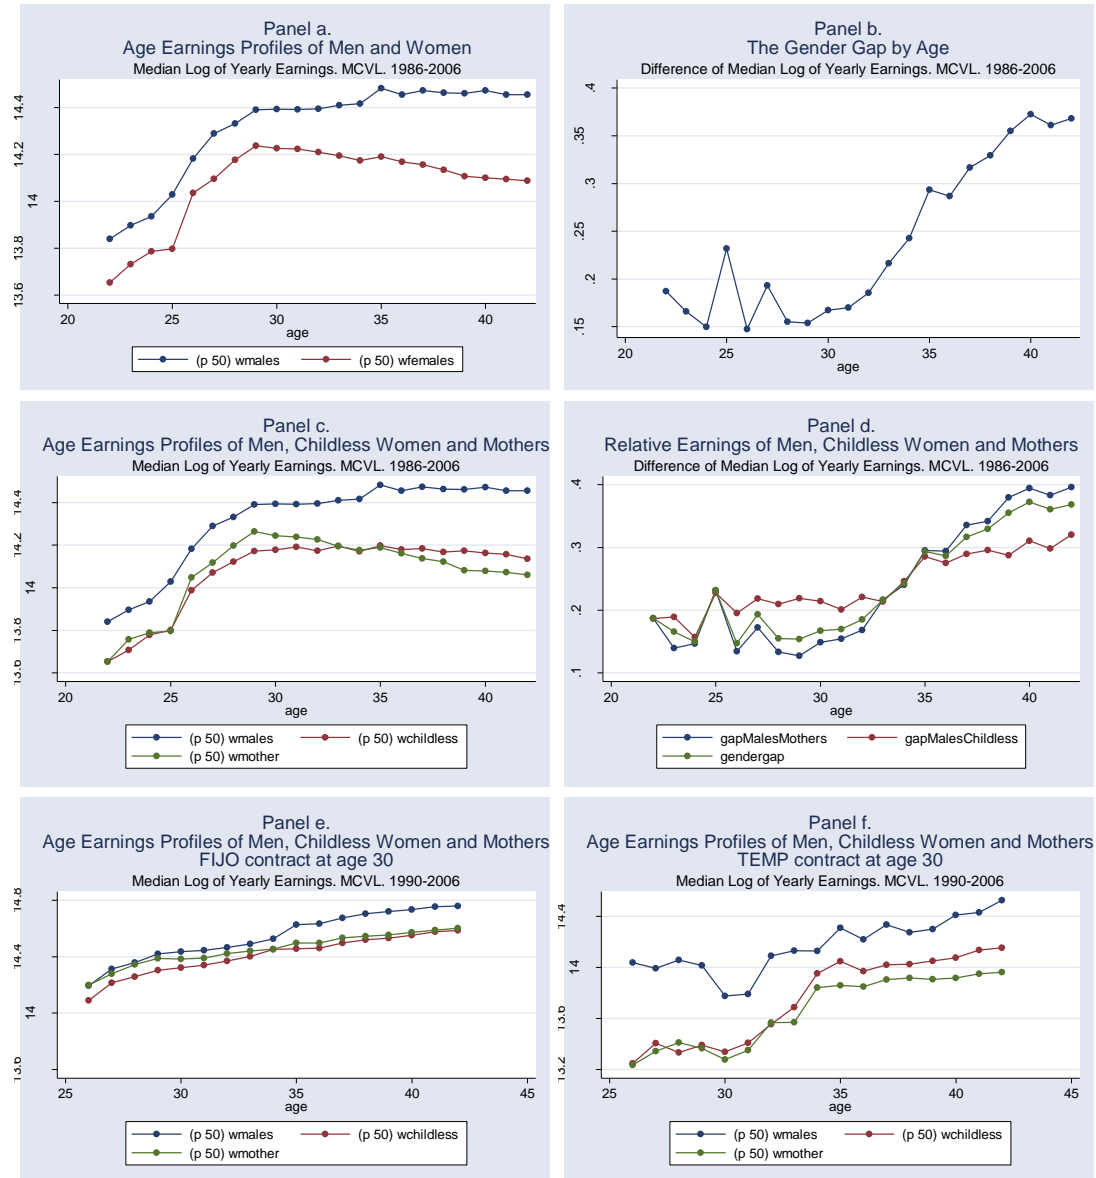 Panel a.
Age Earnings Profiles of Men and Women
Median Log of Yearly Earnings. MCVL. 1986-2006
14.4
14.2
14
13.8
13.6
20 25 30 35 40
age
(p 50) wmales (p 50) wfemales
Panel b.
The Gender Gap by Age
Difference of Median Log of Yearly Earnings. MCVL. 1986-2006
.4
.35
.3
.25
.2
.15
20 25 30 35 40
age
Panel c.
Age Earnings Profiles of Men, Childless Women and Mothers
Median Log of Yearly Earnings. MCVL. 1986-2006
14.4
14.2
14
13.8
13.6
20 25 30 35 40
age
(p 50) wmales (p 50) wchildless
(p 50) wmother
Panel d.
Relative Earnings of Men, Childless Women and Mothers
Difference of Median Log of Yearly Earnings. MCVL. 1986-2006
.4
.3
.2
.1
20 25 30 35 40
age
gapMalesMothers gapMalesChildless
gendergap
Panel e.
Age Earnings Profiles of Men, Childless Women and Mothers
FIJO contract at age 30
Median Log of Yearly Earnings. MCVL. 1990-2006
14.8
14.4
14
13.6
25 30 35 40 45
age
(p 50) wmales (p 50) wchildless
(p 50) wmother
Panel f.
Age Earnings Profiles of Men, Childless Women and Mothers
TEMP contract at age 30
Median Log of Yearly Earnings. MCVL. 1990-2006
14.4
14
13.6
13.2
25 30 35 40 45
age
(p 50) wmales (p 50) wchildless
(p 50) wmother